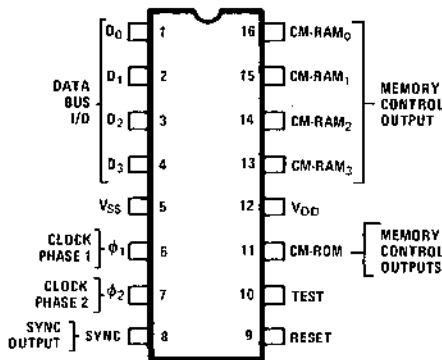 D₀ 1 16 CM-RAM₀
D₁ 2 15 CM-RAM₁
DATA
BUS
I/O
D₂ 3 14 CM-RAM₂
D₃ 4 13 CM-RAM₃
MEMORY
CONTROL
OUTPUT
VSS 5 12 VDD
CLOCK
PHASE 1
ϕ₁ 6 11 CM-ROM
MEMORY
CONTROL
OUTPUTS
CLOCK
PHASE 2
ϕ₂ 7 10 TEST
SYNC
OUTPUT
SYNC 8 9 RESET